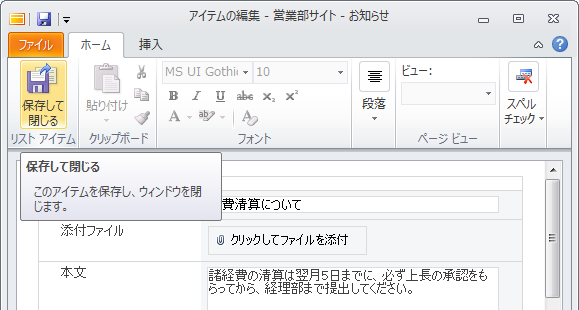 アイテムの編集 - 営業部サイト - お知らせ
ファイル ホーム 挿入
MS UI Gothic 10 ビュー:
保存して閉じる 貼り付け B I U x₂ x² 段落 スペルチェック
A ab A
リスト アイテム クリップボード フォント ページ ビュー
保存して閉じる
このアイテムを保存し、ウィンドウを閉
じます。
費清算について
添付ファイル クリックしてファイルを添付
本文 諸経費の清算は翌月5日までに、必ず上長の承認をも
らってから、経理部まで提出してください。